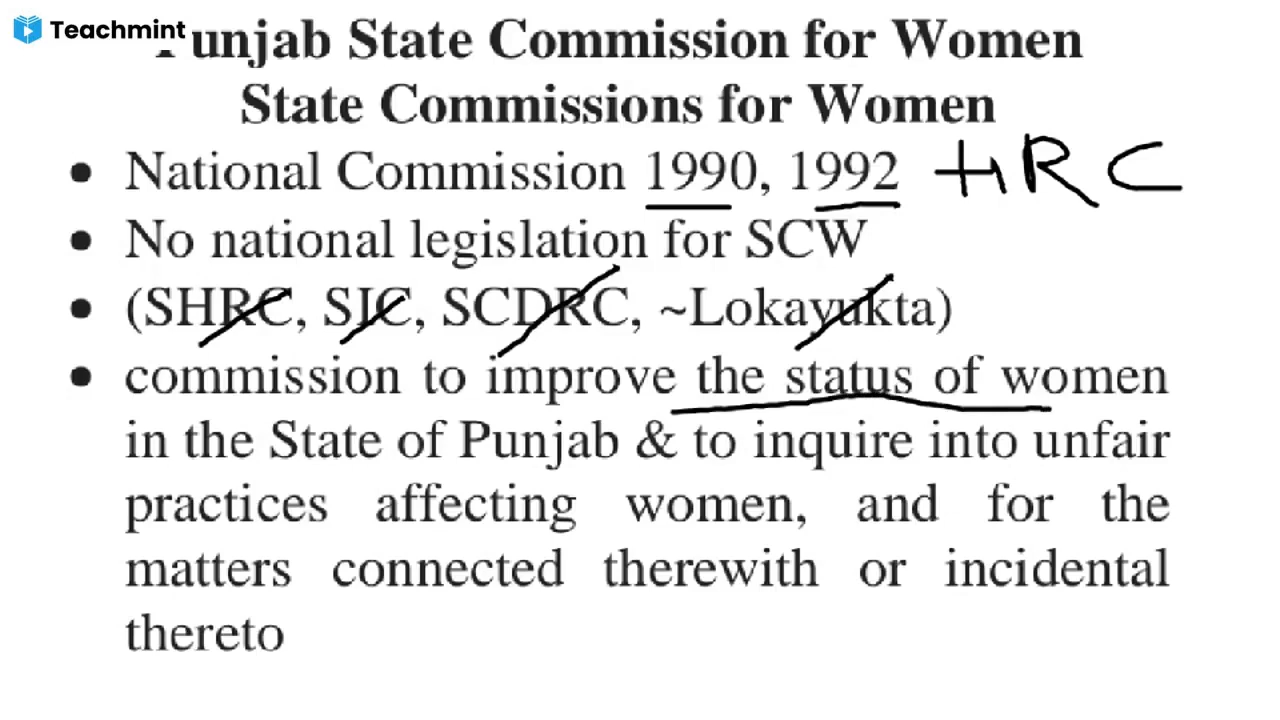 Teachmint
Punjab State Commission for Women
State Commissions for Women
• National Commission 1990, 1992 HRC
• No national legislation for SCW
• (SHRC, SIC, SCDRC, ~Lokayukta)
• commission to improve the status of women
in the State of Punjab & to inquire into unfair
practices affecting women, and for the
matters connected therewith or incidental
thereto